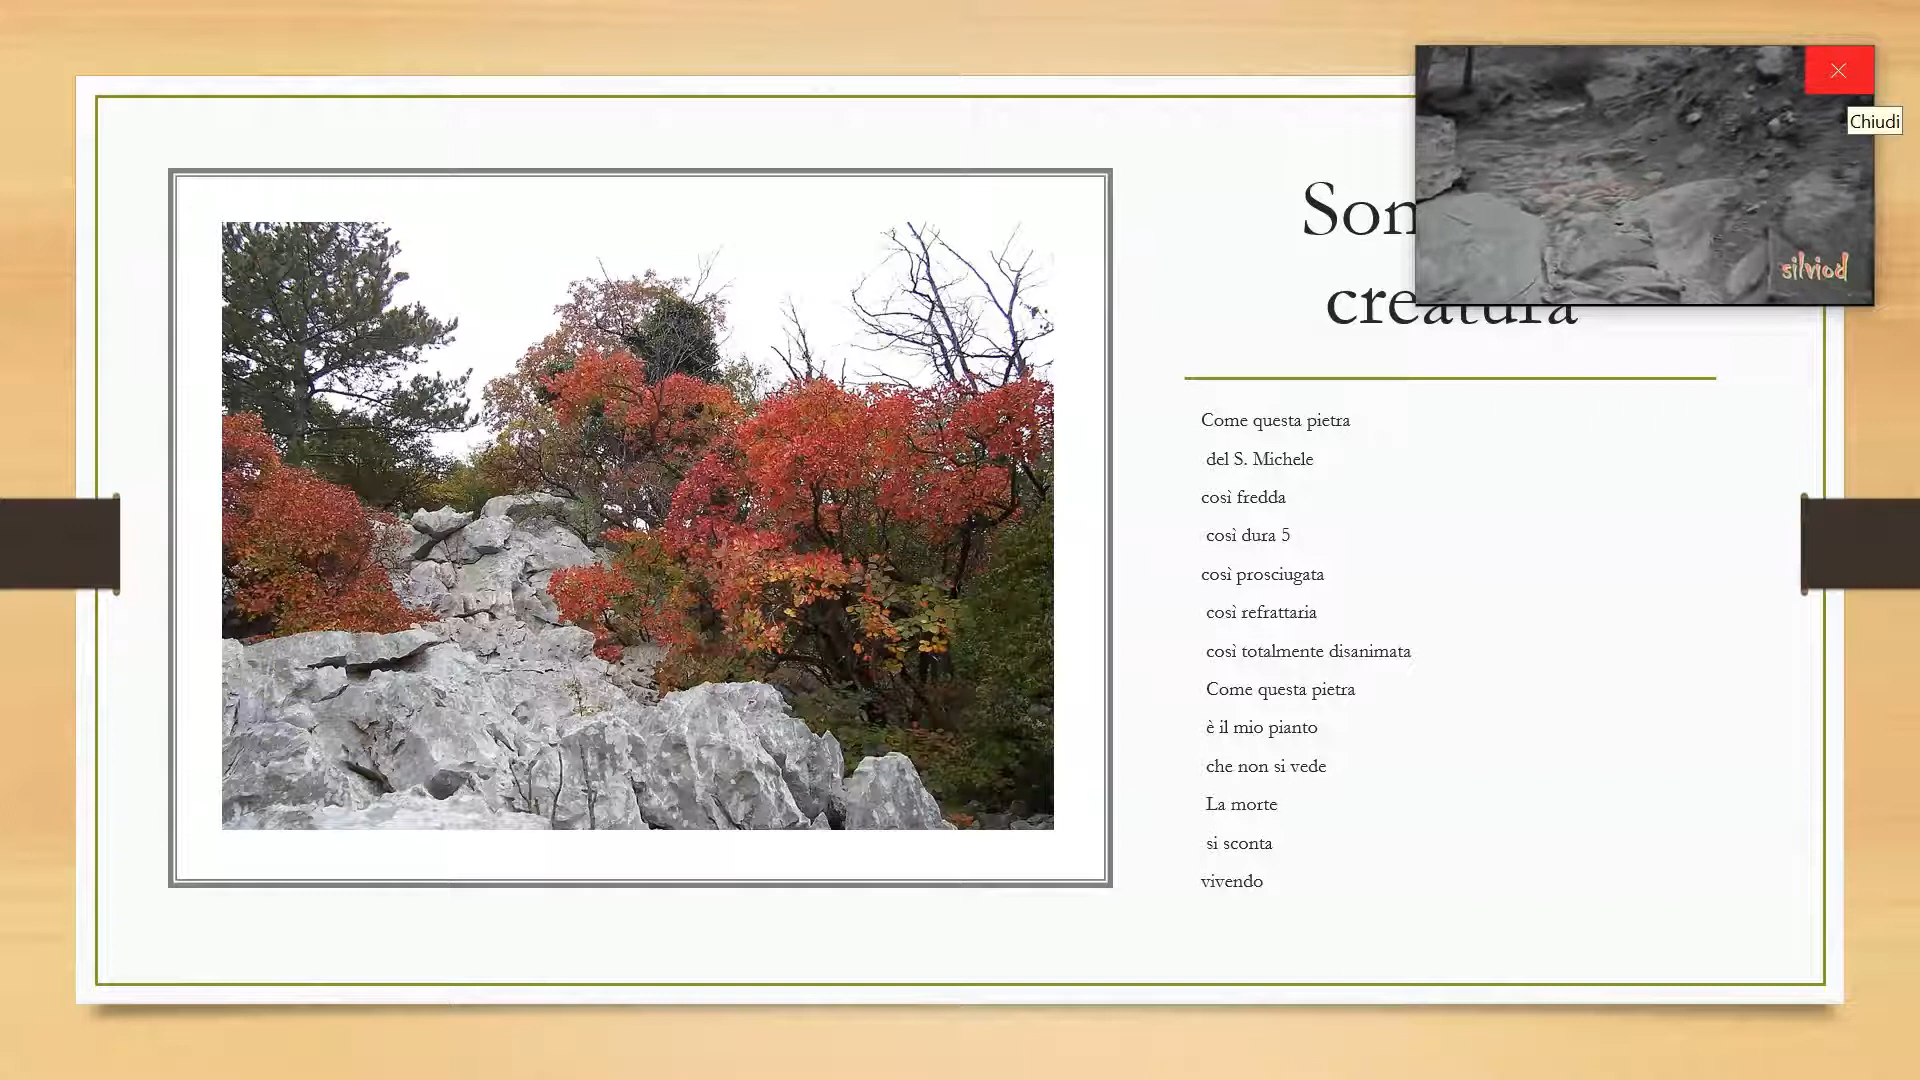 creatura
Come questa pietra
del S. Michele
così fredda
così dura 5
così prosciugata
così refrattaria
così totalmente disanimata
Come questa pietra
è il mio pianto
che non si vede
La morte
si sconta
vivendo
Chiudi
silviod